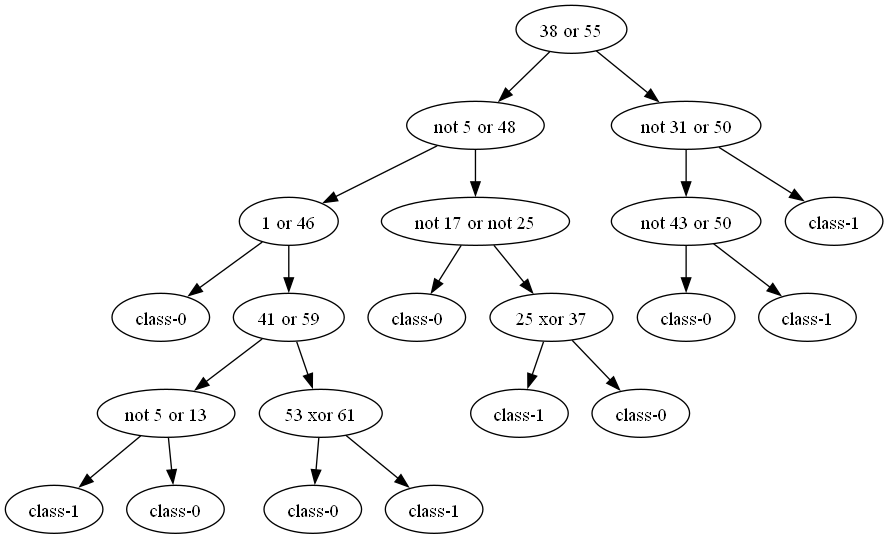 38 or 55
not 5 or 48
not 31 or 50
1 or 46
not 17 or not 25
not 43 or 50
class-1
class-0
41 or 59
class-0
25 xor 37
class-0
class-1
not 5 or 13
53 xor 61
class-1
class-0
class-1
class-0
class-0
class-1